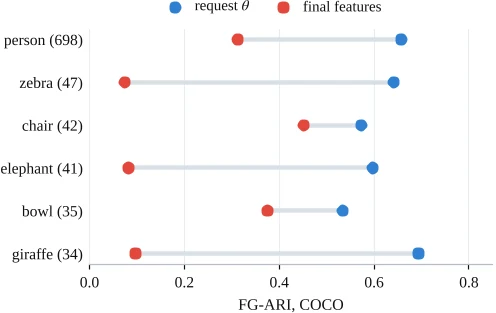 request θ final features
person (698)
zebra (47)
chair (42)
elephant (41)
bowl (35)
giraffe (34)
0.0 0.2 0.4 0.6 0.8
FG-ARI, COCO